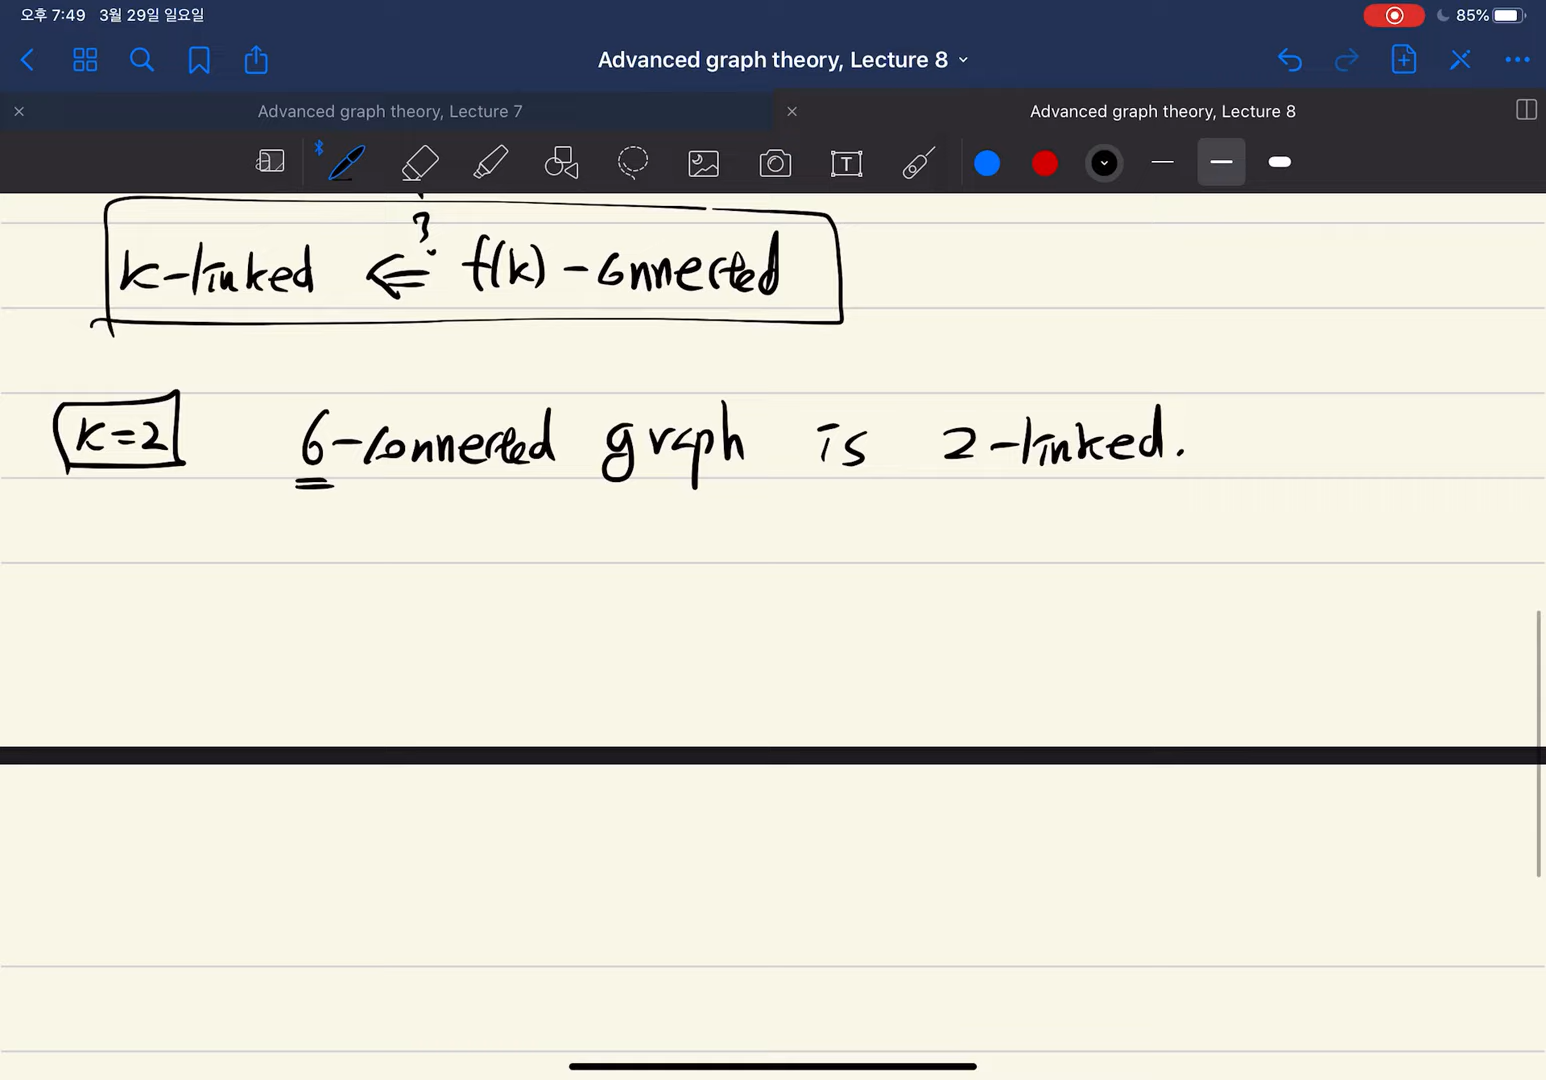 오후 7:49 3월 29일 일요일
85%
Advanced graph theory, Lecture 8
Advanced graph theory, Lecture 7
Advanced graph theory, Lecture 8
T
?
k-linked ⇐ f(k)-connected
k=2 6-connected graph is 2-linked.